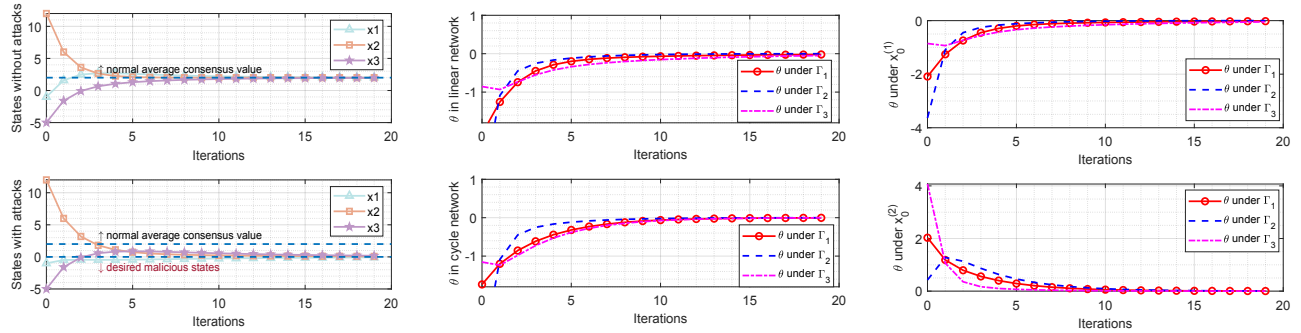 States without attacks
10
5
0
-5
0
5
10
15
20
Iterations
x1
x2
x3
↑ normal average consensus value
θ in linear network
0
-1
0
5
10
15
20
Iterations
θ under Γ1
θ under Γ2
θ under Γ3
θ under x0(1)
0
-2
-4
0
5
10
15
20
Iterations
θ under Γ1
θ under Γ2
θ under Γ3
States with attacks
10
5
0
-5
0
5
10
15
20
Iterations
x1
x2
x3
↑ normal average consensus value
↓ desired malicious states
θ in cycle network
0
-1
0
5
10
15
20
Iterations
θ under Γ1
θ under Γ2
θ under Γ3
θ under x0(2)
4
2
0
0
5
10
15
20
Iterations
θ under Γ1
θ under Γ2
θ under Γ3